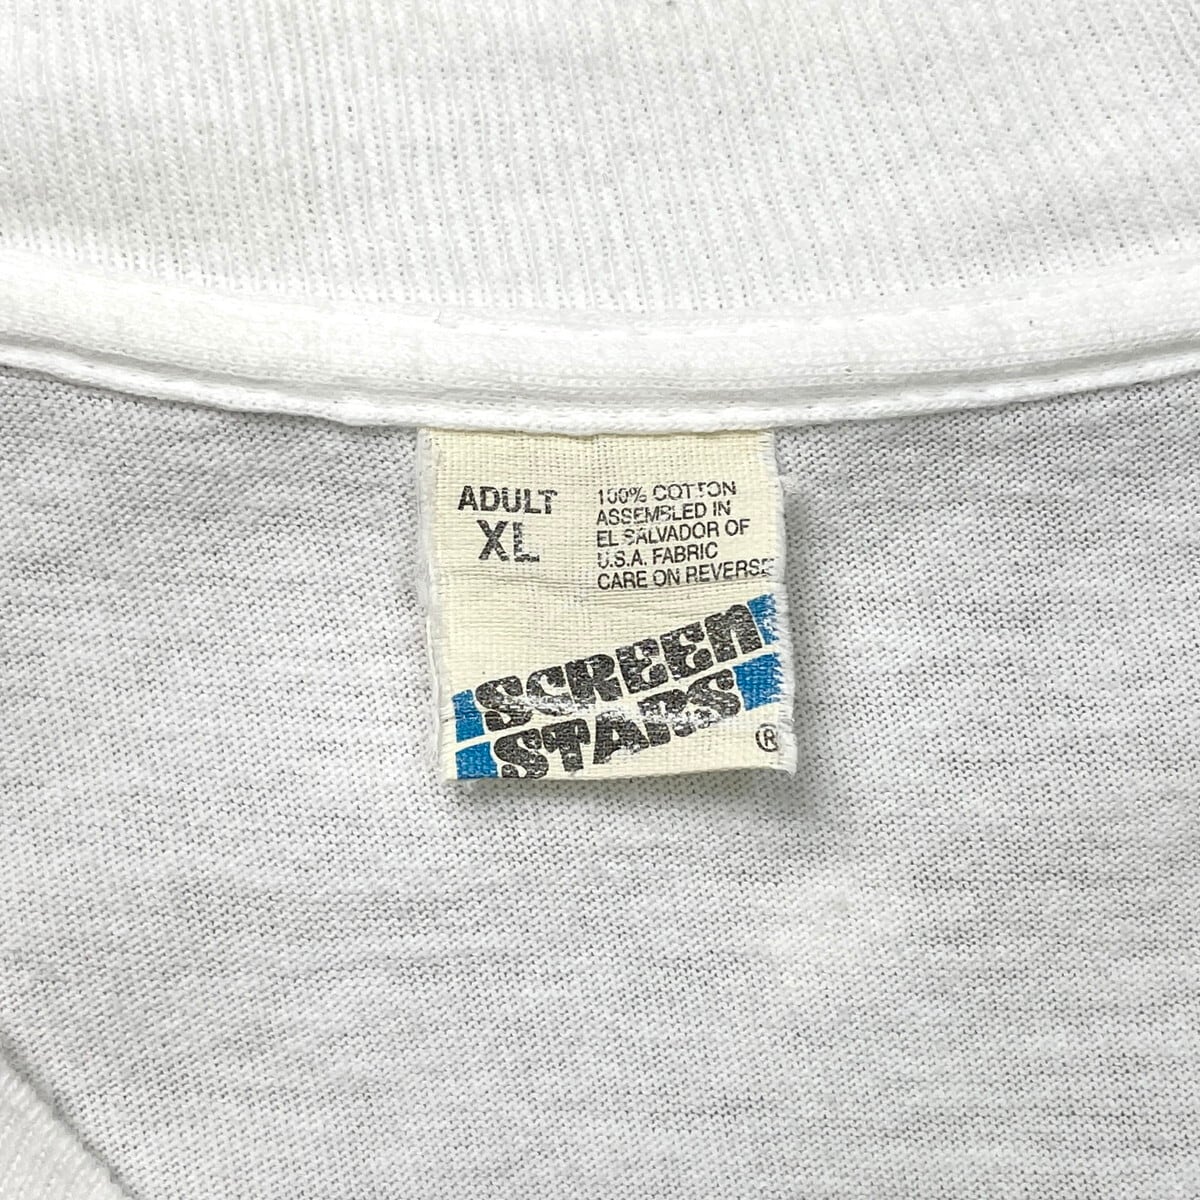 ADULT
XL
100% COTTON
ASSEMBLED IN
EL SALVADOR OF
U.S.A. FABRIC
CARE ON REVERSE
SCREEN
STARS
®